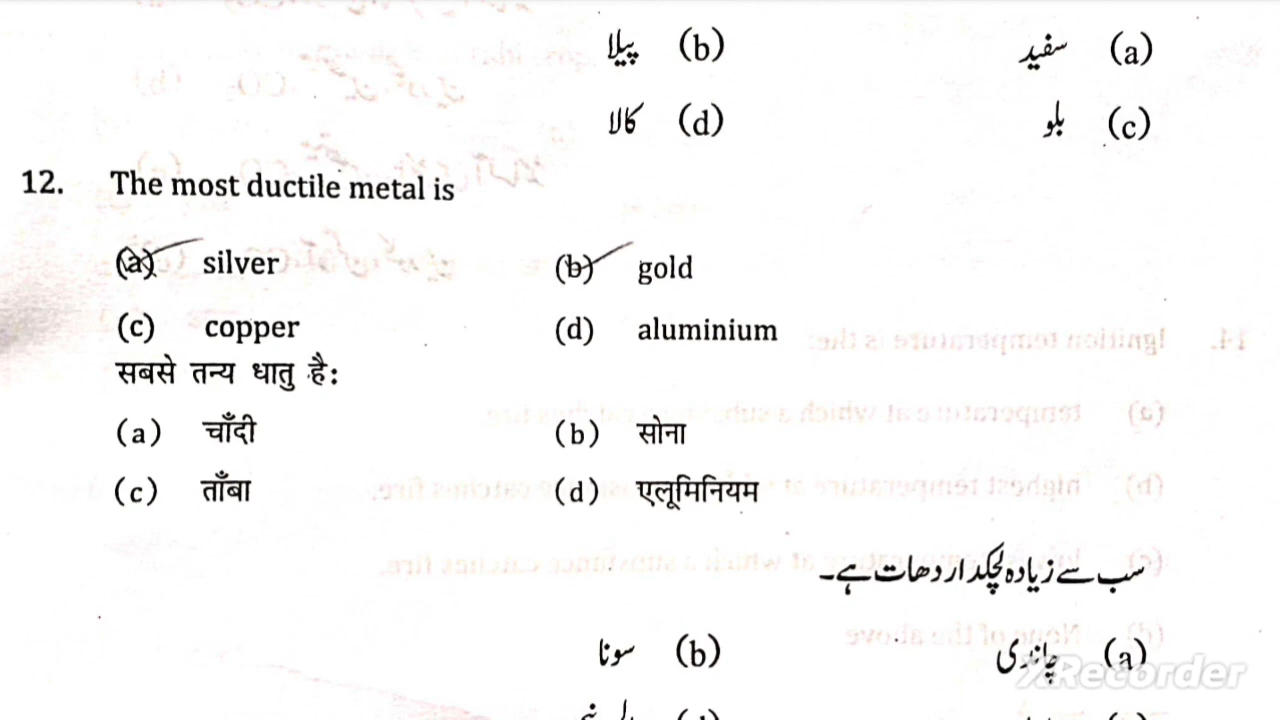 (a) سفید (b) پیلا
(c) بلو (d) کالا
12. The most ductile metal is
(a) silver (b) gold
(c) copper (d) aluminium
सबसे तन्य धातु है:
(a) चाँदी (b) सोना
(c) ताँबा (d) एलूमिनियम
سب سے زیادہ لچکدار دھات ہے۔
(a) چاندی (b) سونا
XRecorder